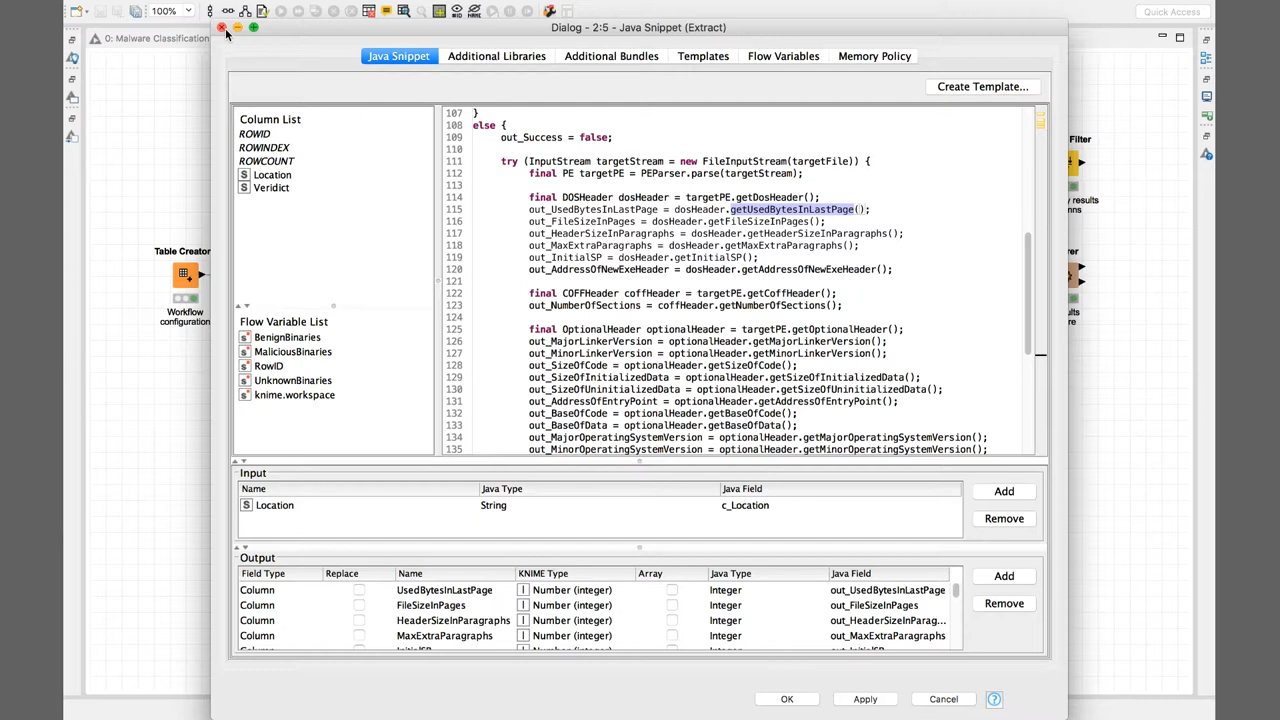 100%
Quick Access
Dialog - 2:5 - Java Snippet (Extract)
0: Malware Classification
Java Snippet
Additional Libraries
Additional Bundles
Templates
Flow Variables
Memory Policy
Create Template...
Column List
ROWID
ROWINDEX
ROWCOUNT
S Location
S Verdict
Flow Variable List
s BenignBinaries
s MaliciousBinaries
s RowID
s UnknownBinaries
s knime.workspace
107 }
108 else {
109 out_Success = false;
110
111 try (InputStream targetStream = new FileInputStream(targetFile)) {
112 final PE targetPE = PEParser.parse(targetStream);
113
114 final DOSHeader dosHeader = targetPE.getDosHeader();
115 out_UsedBytesInLastPage = dosHeader.getUsedBytesInLastPage();
116 out_FileSizeInPages = dosHeader.getFileSizeInPages();
117 out_HeaderSizeInParagraphs = dosHeader.getHeaderSizeInParagraphs();
118 out_MaxExtraParagraphs = dosHeader.getMaxExtraParagraphs();
119 out_InitialSP = dosHeader.getInitialSP();
120 out_AddressOfNewExeHeader = dosHeader.getAddressOfNewExeHeader();
121
122 final COFFHeader coffHeader = targetPE.getCoffHeader();
123 out_NumberOfSections = coffHeader.getNumberOfSections();
124
125 final OptionalHeader optionalHeader = targetPE.getOptionalHeader();
126 out_MajorLinkerVersion = optionalHeader.getMajorLinkerVersion();
127 out_MinorLinkerVersion = optionalHeader.getMinorLinkerVersion();
128 out_SizeOfCode = optionalHeader.getSizeOfCode();
129 out_SizeOfInitializedData = optionalHeader.getSizeOfInitializedData();
130 out_SizeOfUninitializedData = optionalHeader.getSizeOfUninitializedData();
131 out_AddressOfEntryPoint = optionalHeader.getAddressOfEntryPoint();
132 out_BaseOfCode = optionalHeader.getBaseOfCode();
133 out_BaseOfData = optionalHeader.getBaseOfData();
134 out_MajorOperatingSystemVersion = optionalHeader.getMajorOperatingSystemVersion();
135 out_MinorOperatingSystemVersion = optionalHeader.getMinorOperatingSystemVersion();
Table Creator
Workflow
configuration
Filter
results
Input
Name Java Type Java Field
S Location String c_Location
Add
Remove
Output
Field Type Replace Name KNIME Type Array Java Type Java Field
Column UsedBytesInLastPage I Number (integer) Integer out_UsedBytesInLastPage
Column FileSizeInPages I Number (integer) Integer out_FileSizeInPages
Column HeaderSizeInParagraphs I Number (integer) Integer out_HeaderSizeInParag...
Column MaxExtraParagraphs I Number (integer) Integer out_MaxExtraParagraphs
Add
Remove
OK
Apply
Cancel
?